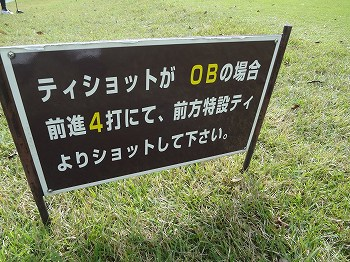 ティショットが OBの場合
前進4打にて、前方特設ティ
よりショットして下さい。